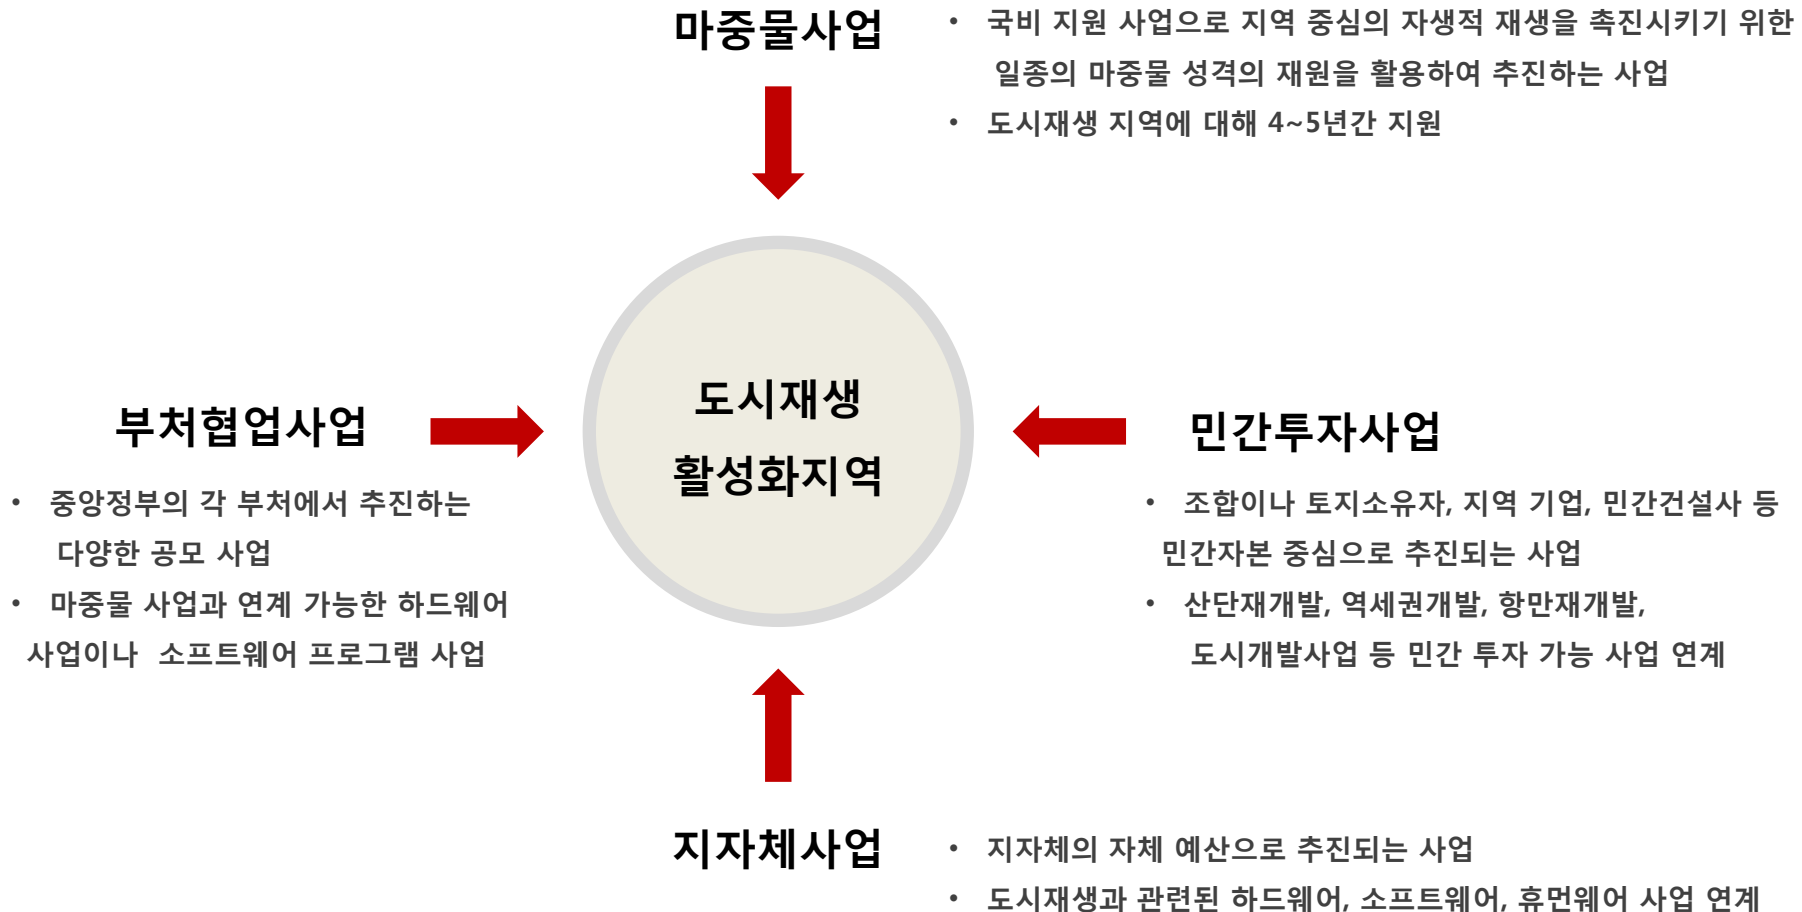 마중물사업
• 국비 지원 사업으로 지역 중심의 자생적 재생을 촉진시키기 위한
일종의 마중물 성격의 재원을 활용하여 추진하는 사업
• 도시재생 지역에 대해 4~5년간 지원
도시재생
활성화지역
부처협업사업
• 중앙정부의 각 부처에서 추진하는
다양한 공모 사업
• 마중물 사업과 연계 가능한 하드웨어
사업이나 소프트웨어 프로그램 사업
민간투자사업
• 조합이나 토지소유자, 지역 기업, 민간건설사 등
민간자본 중심으로 추진되는 사업
• 산단재개발, 역세권개발, 항만재개발,
도시개발사업 등 민간 투자 가능 사업 연계
지자체사업
• 지자체의 자체 예산으로 추진되는 사업
• 도시재생과 관련된 하드웨어, 소프트웨어, 휴먼웨어 사업 연계